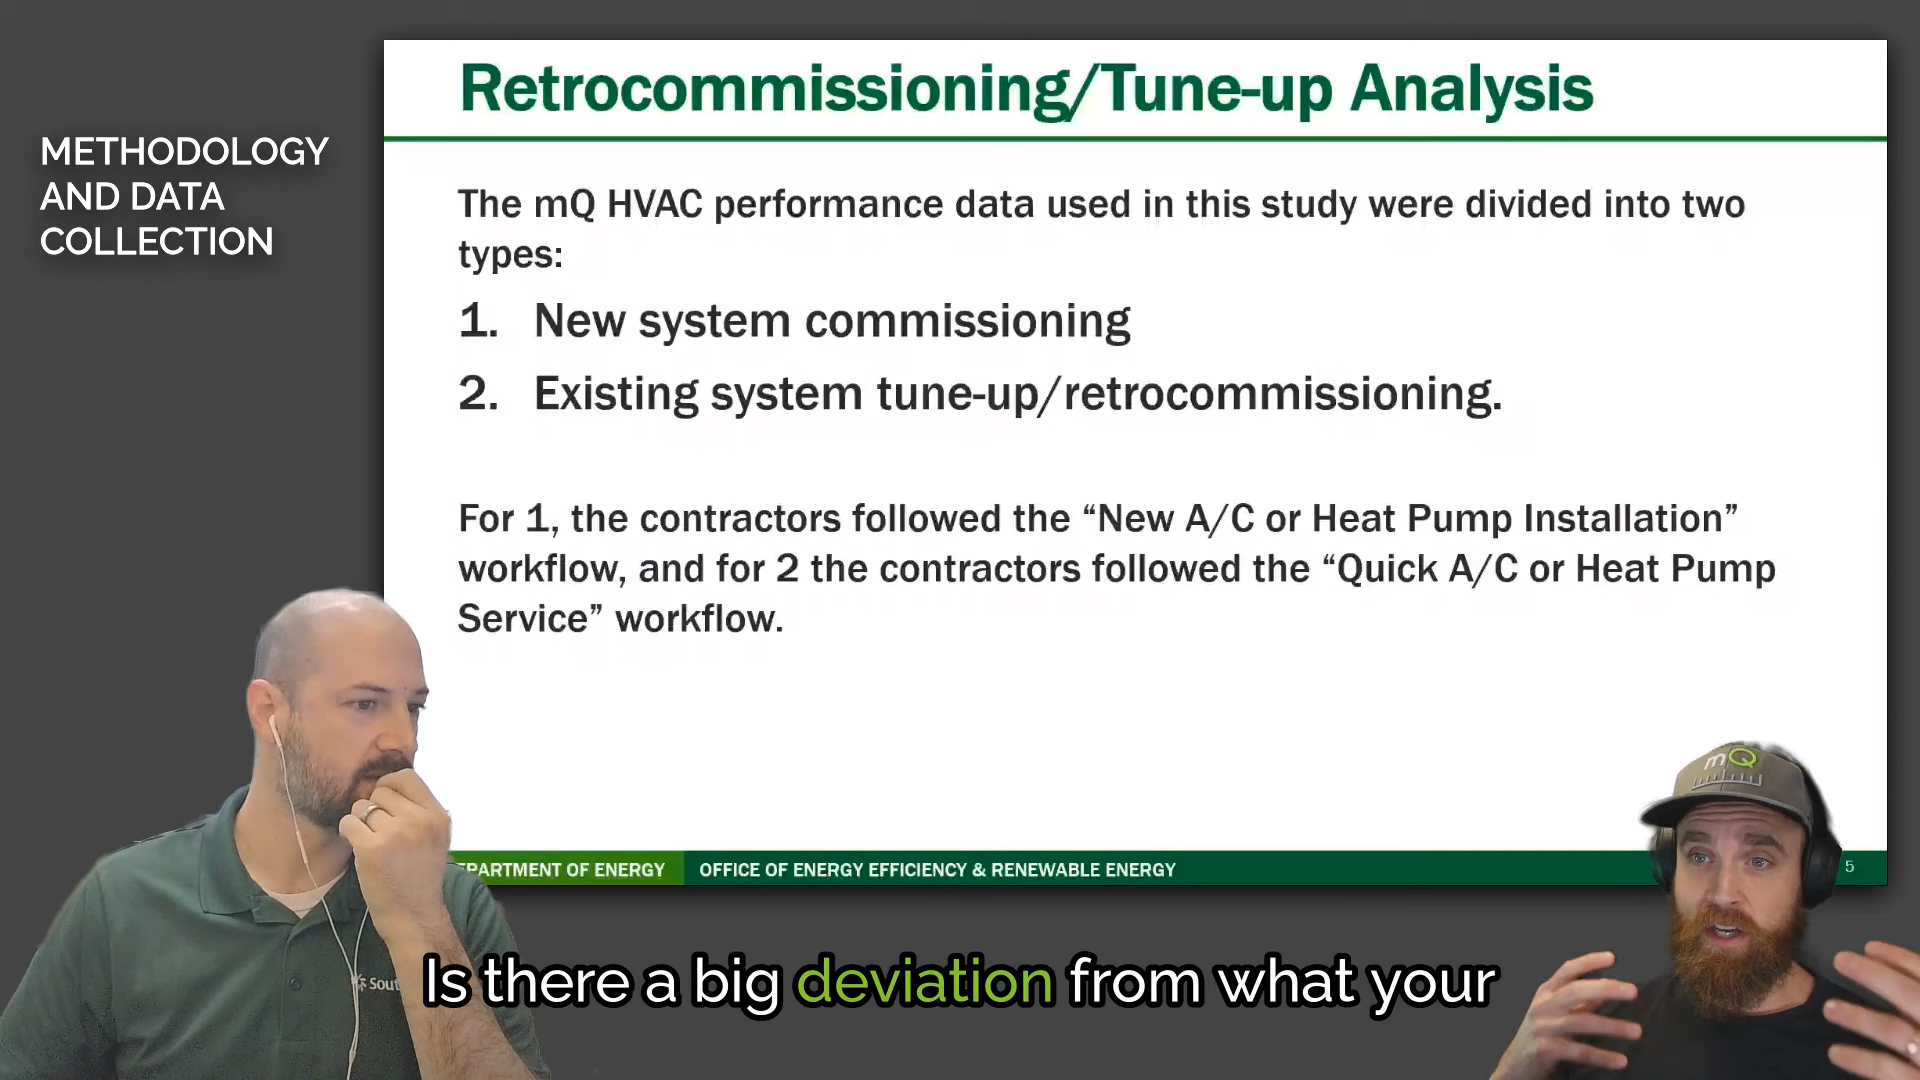 Retrocommissioning/Tune-up Analysis
METHODOLOGY
AND DATA
COLLECTION
The mQ HVAC performance data used in this study were divided into two
types:
1. New system commissioning
2. Existing system tune-up/retrocommissioning.
For 1, the contractors followed the “New A/C or Heat Pump Installation”
workflow, and for 2 the contractors followed the “Quick A/C or Heat Pump
Service” workflow.
mQ
PARTMENT OF ENERGY OFFICE OF ENERGY EFFICIENCY & RENEWABLE ENERGY 5
Sout
Is there a big deviation from what your